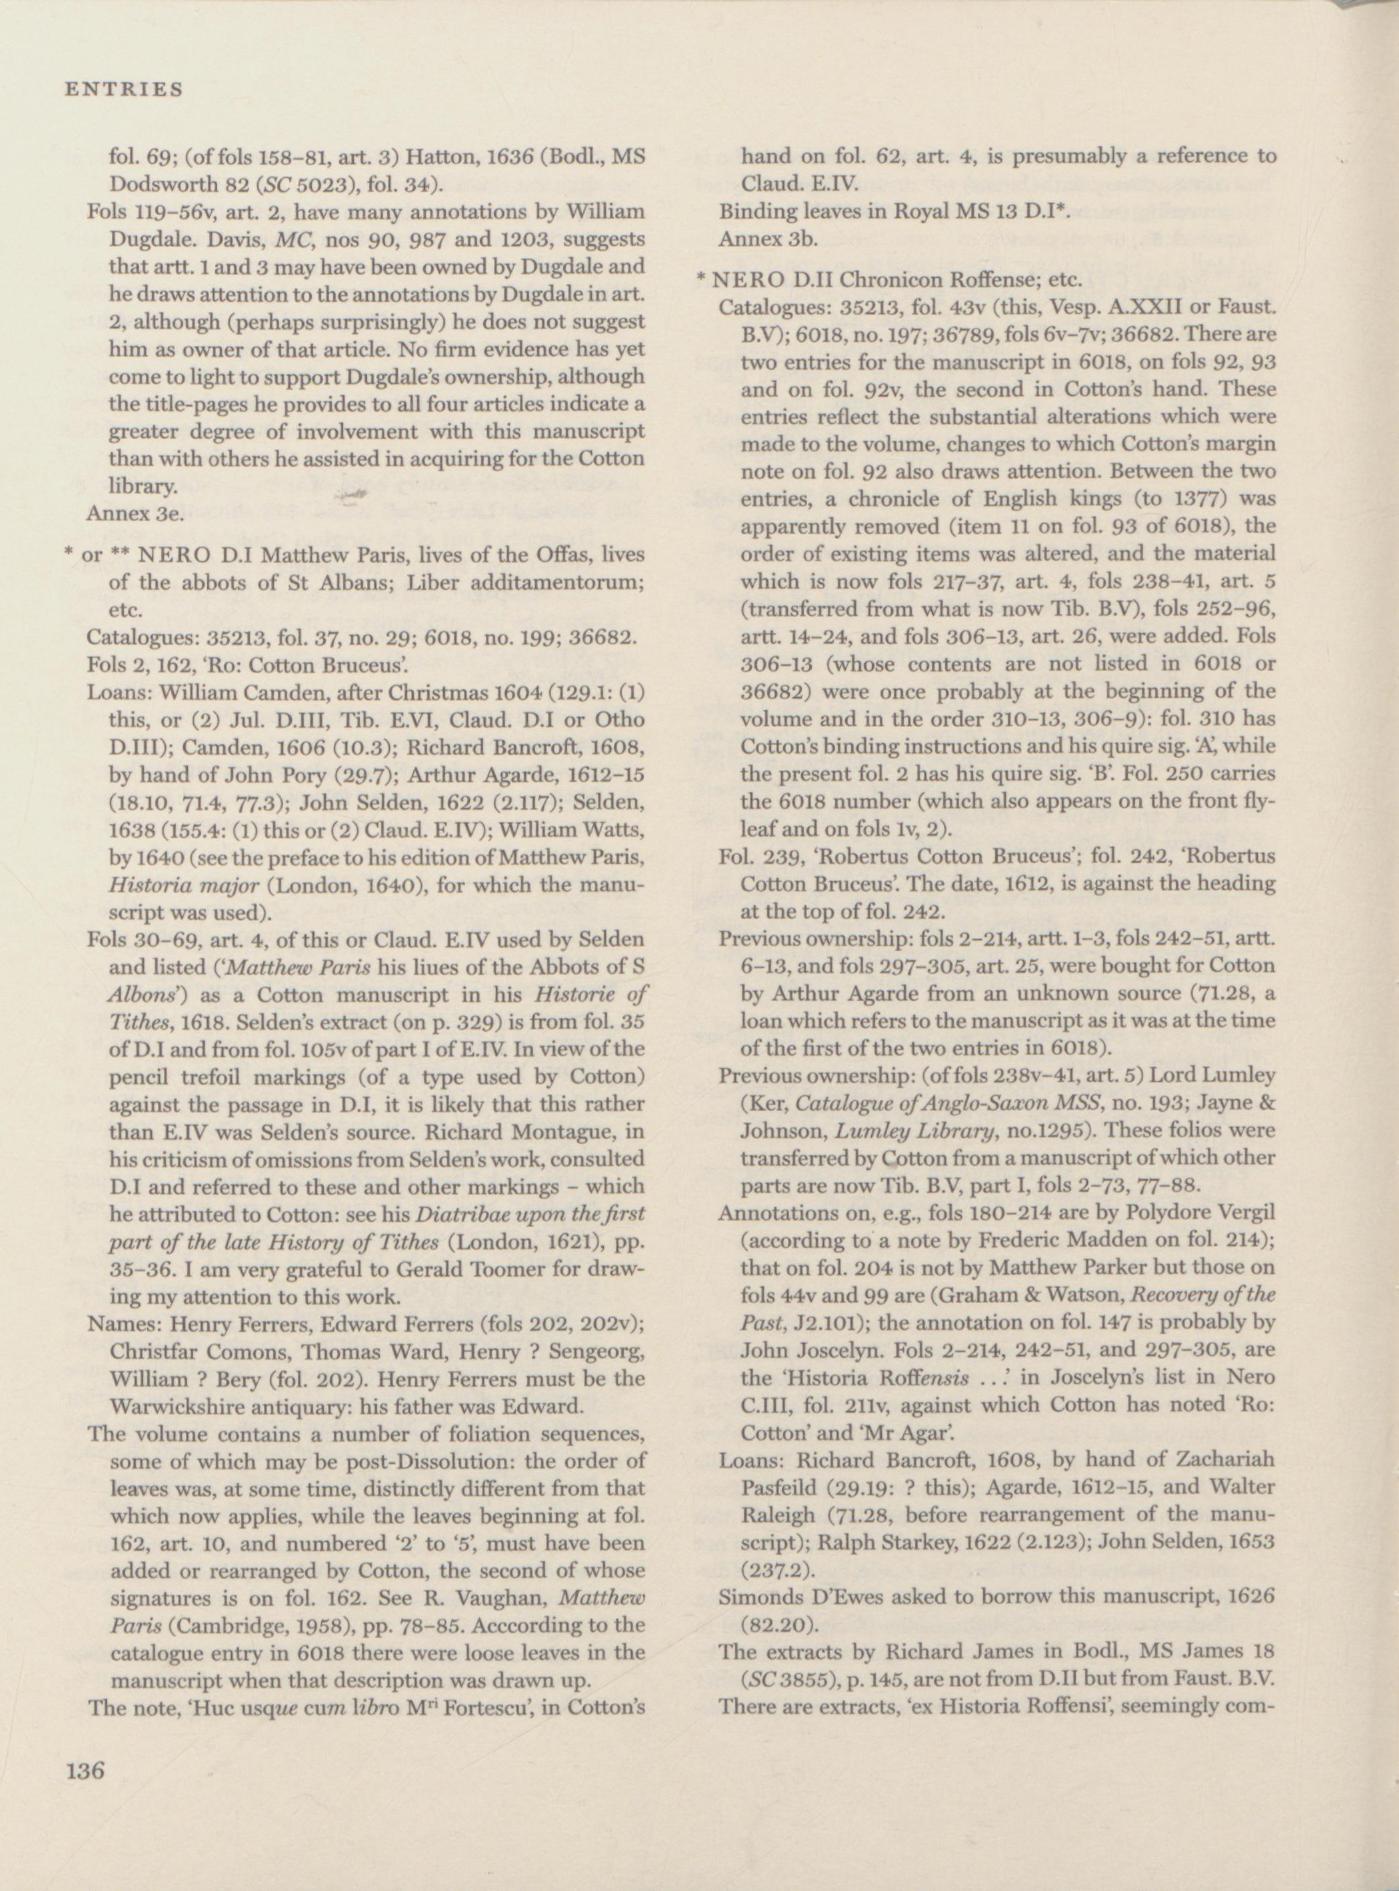 ENTRIES
fol. 69; (of fols 158–81, art. 3) Hatton, 1636 (Bodl., MS
Dodsworth 82 (SC 5023), fol. 34).
Fols 119–56v, art. 2, have many annotations by William
Dugdale. Davis, MC, nos 90, 987 and 1203, suggests
that artt. 1 and 3 may have been owned by Dugdale and
he draws attention to the annotations by Dugdale in art.
2, although (perhaps surprisingly) he does not suggest
him as owner of that article. No firm evidence has yet
come to light to support Dugdale's ownership, although
the title-pages he provides to all four articles indicate a
greater degree of involvement with this manuscript
than with others he assisted in acquiring for the Cotton
library.
Annex 3e.
* or ** NERO D.I Matthew Paris, lives of the Offas, lives
of the abbots of St Albans; Liber additamentorum;
etc.
Catalogues: 35213, fol. 37, no. 29; 6018, no. 199; 36682.
Fols 2, 162, ‘Ro: Cotton Bruceus’.
Loans: William Camden, after Christmas 1604 (129.1: (1)
this, or (2) Jul. D.III, Tib. E.VI, Claud. D.I or Otho
D.III); Camden, 1606 (10.3); Richard Bancroft, 1608,
by hand of John Pory (29.7); Arthur Agarde, 1612–15
(18.10, 71.4, 77.3); John Selden, 1622 (2.117); Selden,
1638 (155.4: (1) this or (2) Claud. E.IV); William Watts,
by 1640 (see the preface to his edition of Matthew Paris,
Historia major (London, 1640), for which the manu-
script was used).
Fols 30–69, art. 4, of this or Claud. E.IV used by Selden
and listed (‘Matthew Paris his liues of the Abbots of S
Albons’) as a Cotton manuscript in his Historie of
Tithes, 1618. Selden's extract (on p. 329) is from fol. 35
of D.I and from fol. 105v of part I of E.IV. In view of the
pencil trefoil markings (of a type used by Cotton)
against the passage in D.I, it is likely that this rather
than E.IV was Selden's source. Richard Montague, in
his criticism of omissions from Selden's work, consulted
D.I and referred to these and other markings – which
he attributed to Cotton: see his Diatribae upon the first
part of the late History of Tithes (London, 1621), pp.
35–36. I am very grateful to Gerald Toomer for draw-
ing my attention to this work.
Names: Henry Ferrers, Edward Ferrers (fols 202, 202v);
Christfar Comons, Thomas Ward, Henry ? Sengeorg,
William ? Bery (fol. 202). Henry Ferrers must be the
Warwickshire antiquary: his father was Edward.
The volume contains a number of foliation sequences,
some of which may be post-Dissolution: the order of
leaves was, at some time, distinctly different from that
which now applies, while the leaves beginning at fol.
162, art. 10, and numbered ‘2’ to ‘5’, must have been
added or rearranged by Cotton, the second of whose
signatures is on fol. 162. See R. Vaughan, Matthew
Paris (Cambridge, 1958), pp. 78–85. Acccording to the
catalogue entry in 6018 there were loose leaves in the
manuscript when that description was drawn up.
The note, ‘Huc usque cum libro Mri Fortescu’, in Cotton's
hand on fol. 62, art. 4, is presumably a reference to
Claud. E.IV.
Binding leaves in Royal MS 13 D.I*.
Annex 3b.
* NERO D.II Chronicon Roffense; etc.
Catalogues: 35213, fol. 43v (this, Vesp. A.XXII or Faust.
B.V); 6018, no. 197; 36789, fols 6v–7v; 36682. There are
two entries for the manuscript in 6018, on fols 92, 93
and on fol. 92v, the second in Cotton's hand. These
entries reflect the substantial alterations which were
made to the volume, changes to which Cotton's margin
note on fol. 92 also draws attention. Between the two
entries, a chronicle of English kings (to 1377) was
apparently removed (item 11 on fol. 93 of 6018), the
order of existing items was altered, and the material
which is now fols 217–37, art. 4, fols 238–41, art. 5
(transferred from what is now Tib. B.V), fols 252–96,
artt. 14–24, and fols 306–13, art. 26, were added. Fols
306–13 (whose contents are not listed in 6018 or
36682) were once probably at the beginning of the
volume and in the order 310–13, 306–9): fol. 310 has
Cotton's binding instructions and his quire sig. ‘A’, while
the present fol. 2 has his quire sig. ‘B’. Fol. 250 carries
the 6018 number (which also appears on the front fly-
leaf and on fols 1v, 2).
Fol. 239, ‘Robertus Cotton Bruceus’; fol. 242, ‘Robertus
Cotton Bruceus’. The date, 1612, is against the heading
at the top of fol. 242.
Previous ownership: fols 2–214, artt. 1–3, fols 242–51, artt.
6–13, and fols 297–305, art. 25, were bought for Cotton
by Arthur Agarde from an unknown source (71.28, a
loan which refers to the manuscript as it was at the time
of the first of the two entries in 6018).
Previous ownership: (of fols 238v–41, art. 5) Lord Lumley
(Ker, Catalogue of Anglo-Saxon MSS, no. 193; Jayne &
Johnson, Lumley Library, no.1295). These folios were
transferred by Cotton from a manuscript of which other
parts are now Tib. B.V, part I, fols 2–73, 77–88.
Annotations on, e.g., fols 180–214 are by Polydore Vergil
(according to a note by Frederic Madden on fol. 214);
that on fol. 204 is not by Matthew Parker but those on
fols 44v and 99 are (Graham & Watson, Recovery of the
Past, J2.101); the annotation on fol. 147 is probably by
John Joscelyn. Fols 2–214, 242–51, and 297–305, are
the ‘Historia Roffensis . . .’ in Joscelyn's list in Nero
C.III, fol. 211v, against which Cotton has noted ‘Ro:
Cotton’ and ‘Mr Agar’.
Loans: Richard Bancroft, 1608, by hand of Zachariah
Pasfeild (29.19: ? this); Agarde, 1612–15, and Walter
Raleigh (71.28, before rearrangement of the manu-
script); Ralph Starkey, 1622 (2.123); John Selden, 1653
(237.2).
Simonds D'Ewes asked to borrow this manuscript, 1626
(82.20).
The extracts by Richard James in Bodl., MS James 18
(SC 3855), p. 145, are not from D.II but from Faust. B.V.
There are extracts, ‘ex Historia Roffensi’, seemingly com-
136